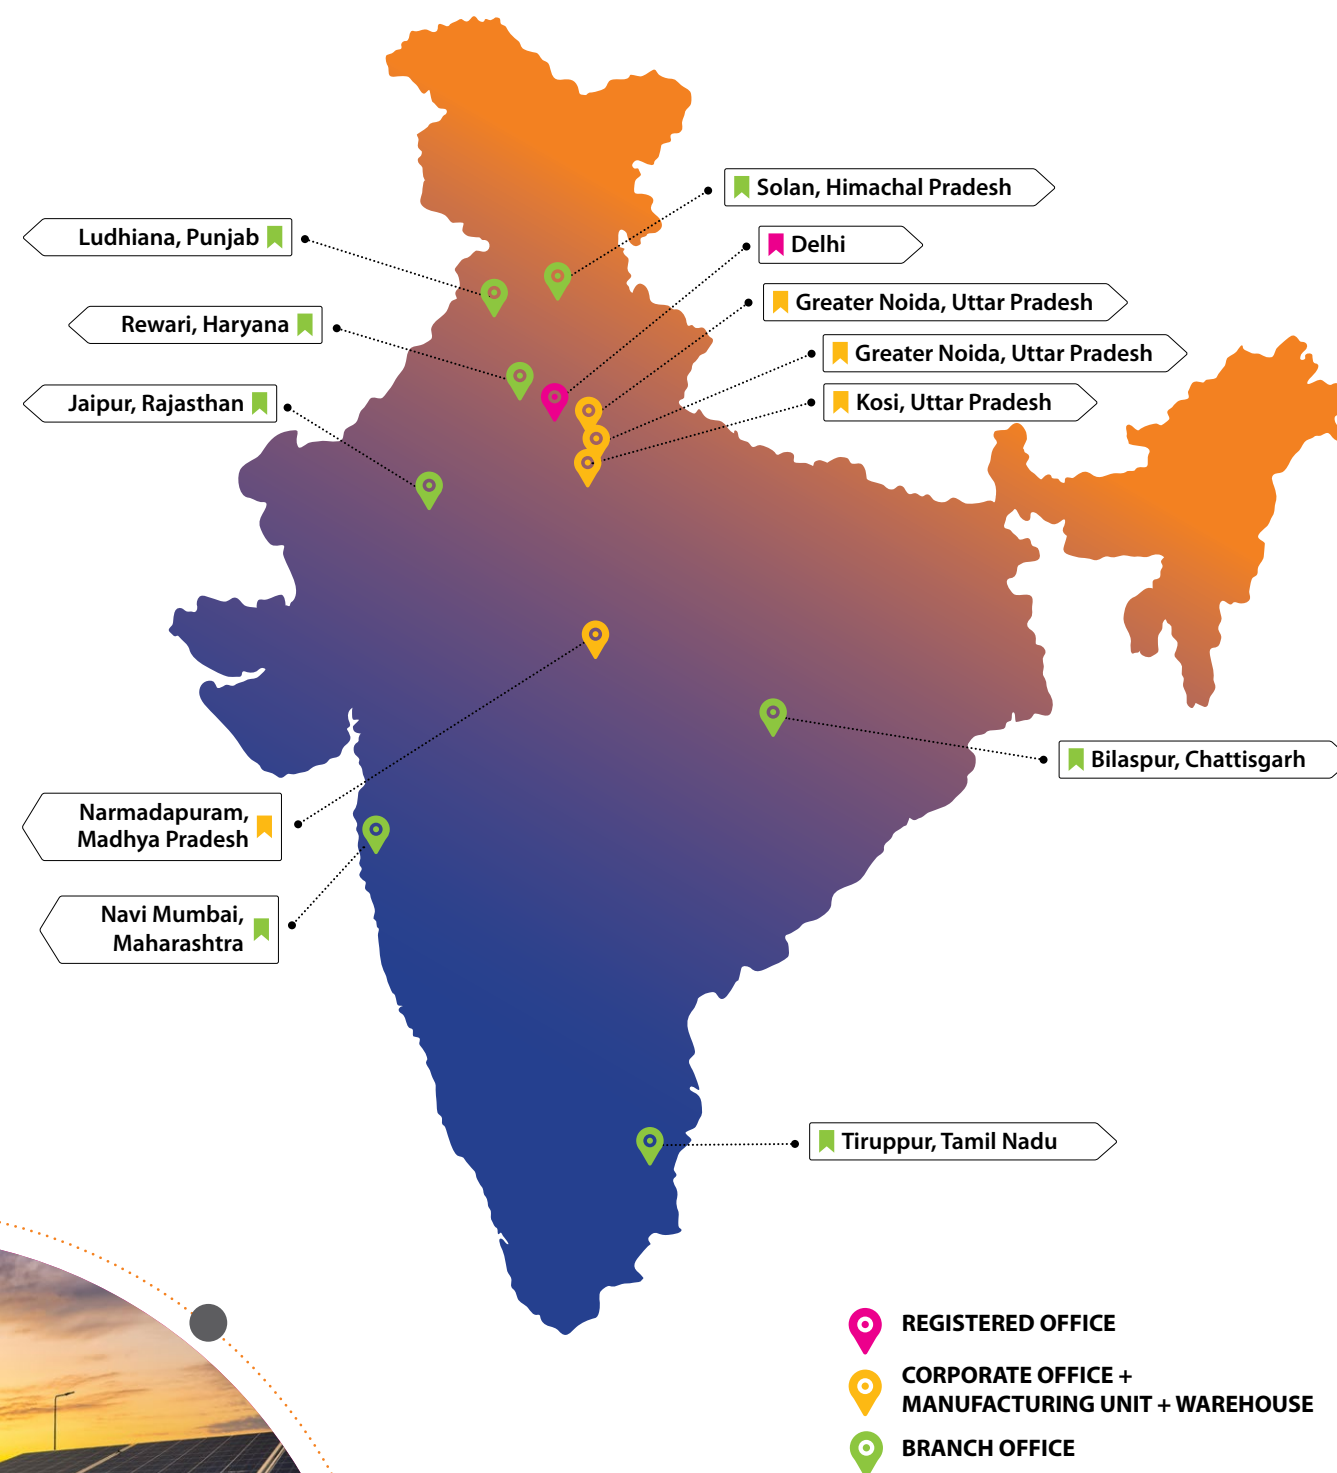 Solan, Himachal Pradesh
Ludhiana, Punjab
Delhi
Greater Noida, Uttar Pradesh
Rewari, Haryana
Greater Noida, Uttar Pradesh
Jaipur, Rajasthan
Kosi, Uttar Pradesh
Bilaspur, Chattisgarh
Narmadapuram,
Madhya Pradesh
Navi Mumbai,
Maharashtra
Tiruppur, Tamil Nadu
REGISTERED OFFICE
CORPORATE OFFICE +
MANUFACTURING UNIT + WAREHOUSE
BRANCH OFFICE